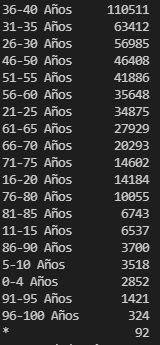 36-40 Años 110511
31-35 Años 63412
26-30 Años 56985
46-50 Años 46408
51-55 Años 41886
56-60 Años 35648
21-25 Años 34875
61-65 Años 27929
66-70 Años 20293
71-75 Años 14602
16-20 Años 14184
76-80 Años 10055
81-85 Años 6743
11-15 Años 6537
86-90 Años 3700
5-10 Años 3518
0-4 Años 2852
91-95 Años 1421
96-100 Años 324
* 92